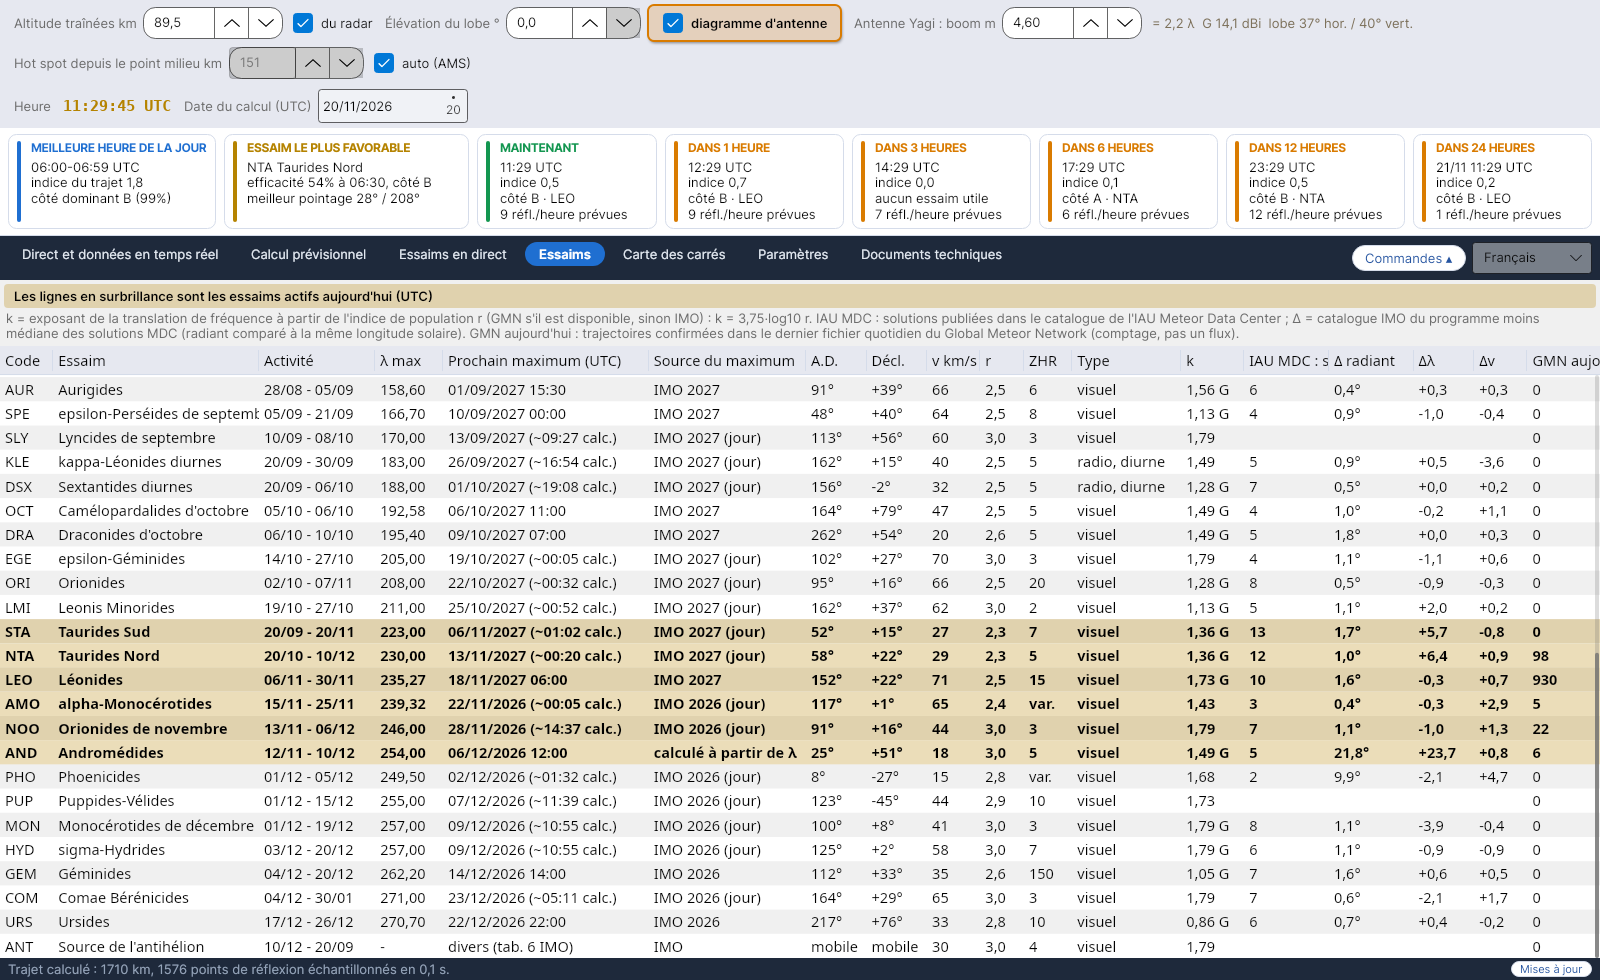 Altitude traînées km 89,5 du radar Élévation du lobe ° 0,0 diagramme d'antenne Antenne Yagi : boom m 4,60 = 2,2 λ G 14,1 dBi lobe 37° hor. / 40° vert.
Hot spot depuis le point milieu km 151 auto (AMS)
Heure 11:29:45 UTC Date du calcul (UTC) 20/11/2026 20
MEILLEURE HEURE DE LA JOUR
06:00-06:59 UTC
indice du trajet 1,8
côté dominant B (99%)
ESSAIM LE PLUS FAVORABLE
NTA Taurides Nord
efficacité 54% à 06:30, côté B
meilleur pointage 28° / 208°
MAINTENANT
11:29 UTC
indice 0,5
côté B · LEO
9 réfl./heure prévues
DANS 1 HEURE
12:29 UTC
indice 0,7
côté B · LEO
9 réfl./heure prévues
DANS 3 HEURES
14:29 UTC
indice 0,0
aucun essaim utile
7 réfl./heure prévues
DANS 6 HEURES
17:29 UTC
indice 0,1
côté A · NTA
6 réfl./heure prévues
DANS 12 HEURES
23:29 UTC
indice 0,5
côté B · NTA
12 réfl./heure prévues
DANS 24 HEURES
21/11 11:29 UTC
indice 0,2
côté B · LEO
1 réfl./heure prévues
Direct et données en temps réel Calcul prévisionnel Essaims en direct Essaims Carte des carrés Paramètres Documents techniques Commandes ▴ Français
Les lignes en surbrillance sont les essaims actifs aujourd'hui (UTC)
k = exposant de la translation de fréquence à partir de l'indice de population r (GMN s'il est disponible, sinon IMO) : k = 3,75·log10 r. IAU MDC : solutions publiées dans le catalogue de l'IAU Meteor Data Center ; Δ = catalogue IMO du programme moins
médiane des solutions MDC (radiant comparé à la même longitude solaire). GMN aujourd'hui : trajectoires confirmées dans le dernier fichier quotidien du Global Meteor Network (comptage, pas un flux).
Code Essaim Activité λ max Prochain maximum (UTC) Source du maximum A.D. Décl. v km/s r ZHR Type k IAU MDC : s Δ radiant Δλ Δv GMN aujo
AUR Aurigides 28/08 - 05/09 158,60 01/09/2027 15:30 IMO 2027 91° +39° 66 2,5 6 visuel 1,56 G 6 0,4° +0,3 +0,3 0
SPE epsilon-Perséides de septemb 05/09 - 21/09 166,70 10/09/2027 00:00 IMO 2027 48° +40° 64 2,5 8 visuel 1,13 G 4 0,9° -1,0 -0,4 0
SLY Lyncides de septembre 10/09 - 08/10 170,00 13/09/2027 (~09:27 calc.) IMO 2027 (jour) 113° +56° 60 3,0 3 visuel 1,79 0
KLE kappa-Léonides diurnes 20/09 - 30/09 183,00 26/09/2027 (~16:54 calc.) IMO 2027 (jour) 162° +15° 40 2,5 5 radio, diurne 1,49 5 0,9° +0,5 -3,6 0
DSX Sextantides diurnes 20/09 - 06/10 188,00 01/10/2027 (~19:08 calc.) IMO 2027 (jour) 156° -2° 32 2,5 5 radio, diurne 1,28 G 7 0,5° +0,0 +0,2 0
OCT Camélopardalides d'octobre 05/10 - 06/10 192,58 06/10/2027 11:00 IMO 2027 164° +79° 47 2,5 5 visuel 1,49 G 4 1,0° -0,2 +1,1 0
DRA Draconides d'octobre 06/10 - 10/10 195,40 09/10/2027 07:00 IMO 2027 262° +54° 20 2,6 5 visuel 1,49 G 5 1,8° +0,0 +0,3 0
EGE epsilon-Géminides 14/10 - 27/10 205,00 19/10/2027 (~00:05 calc.) IMO 2027 (jour) 102° +27° 70 3,0 3 visuel 1,79 4 1,1° -1,1 +0,6 0
ORI Orionides 02/10 - 07/11 208,00 22/10/2027 (~00:32 calc.) IMO 2027 (jour) 95° +16° 66 2,5 20 visuel 1,28 G 8 0,5° -0,9 -0,3 0
LMI Leonis Minorides 19/10 - 27/10 211,00 25/10/2027 (~00:52 calc.) IMO 2027 (jour) 162° +37° 62 3,0 2 visuel 1,13 G 5 1,1° +2,0 +0,2 0
STA Taurides Sud 20/09 - 20/11 223,00 06/11/2027 (~01:02 calc.) IMO 2027 (jour) 52° +15° 27 2,3 7 visuel 1,36 G 13 1,7° +5,7 -0,8 0
NTA Taurides Nord 20/10 - 10/12 230,00 13/11/2027 (~00:20 calc.) IMO 2027 (jour) 58° +22° 29 2,3 5 visuel 1,36 G 12 1,0° +6,4 +0,9 98
LEO Léonides 06/11 - 30/11 235,27 18/11/2027 06:00 IMO 2027 152° +22° 71 2,5 15 visuel 1,73 G 10 1,6° -0,3 +0,7 930
AMO alpha-Monocérotides 15/11 - 25/11 239,32 22/11/2026 (~00:05 calc.) IMO 2026 (jour) 117° +1° 65 2,4 var. visuel 1,43 3 0,4° -0,3 +2,9 5
NOO Orionides de novembre 13/11 - 06/12 246,00 28/11/2026 (~14:37 calc.) IMO 2026 (jour) 91° +16° 44 3,0 3 visuel 1,79 7 1,1° -1,0 +1,3 22
AND Andromédides 12/11 - 10/12 254,00 06/12/2026 12:00 calculé à partir de λ 25° +51° 18 3,0 5 visuel 1,49 G 5 21,8° +23,7 +0,8 6
PHO Phoenicides 01/12 - 05/12 249,50 02/12/2026 (~01:32 calc.) IMO 2026 (jour) 8° -27° 15 2,8 var. visuel 1,68 2 9,9° -2,1 +4,7 0
PUP Puppides-Vélides 01/12 - 15/12 255,00 07/12/2026 (~11:39 calc.) IMO 2026 (jour) 123° -45° 44 2,9 10 visuel 1,73 0
MON Monocérotides de décembre 01/12 - 19/12 257,00 09/12/2026 (~10:55 calc.) IMO 2026 (jour) 100° +8° 41 3,0 3 visuel 1,79 G 8 1,1° -3,9 -0,4 0
HYD sigma-Hydrides 03/12 - 20/12 257,00 09/12/2026 (~10:55 calc.) IMO 2026 (jour) 125° +2° 58 3,0 7 visuel 1,79 G 6 1,1° -0,9 -0,9 0
GEM Géminides 04/12 - 20/12 262,20 14/12/2026 14:00 IMO 2026 112° +33° 35 2,6 150 visuel 1,05 G 7 1,6° +0,6 +0,5 0
COM Comae Bérénicides 04/12 - 30/01 271,00 23/12/2026 (~05:11 calc.) IMO 2026 (jour) 164° +29° 65 3,0 3 visuel 1,79 7 0,6° -2,1 +1,7 0
URS Ursides 17/12 - 26/12 270,70 22/12/2026 22:00 IMO 2026 217° +76° 33 2,8 10 visuel 0,86 G 6 0,7° +0,4 -0,2 0
ANT Source de l'antihélion 10/12 - 20/09 - divers (tab. 6 IMO) IMO mobile mobile 30 3,0 4 visuel 1,79 0
Trajet calculé : 1710 km, 1576 points de réflexion échantillonnés en 0,1 s. Mises à jour